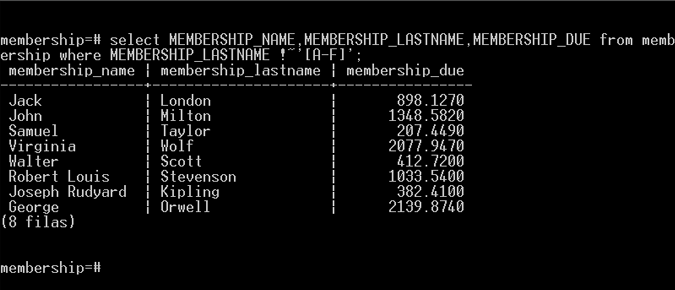 membership=# select MEMBERSHIP_NAME,MEMBERSHIP_LASTNAME,MEMBERSHIP_DUE from memb
ership where MEMBERSHIP_LASTNAME !~'[A-F]';
 membership_name | membership_lastname | membership_due
-----------------+---------------------+----------------
 Jack            | London              |       898.1270
 John            | Milton              |      1348.5820
 Samuel          | Taylor              |       207.4490
 Virginia        | Wolf                |      2077.9470
 Walter          | Scott               |       412.7200
 Robert Louis    | Stevenson           |      1033.5400
 Joseph Rudyard  | Kipling             |       382.4100
 George          | Orwell              |      2139.8740
(8 filas)
membership=#